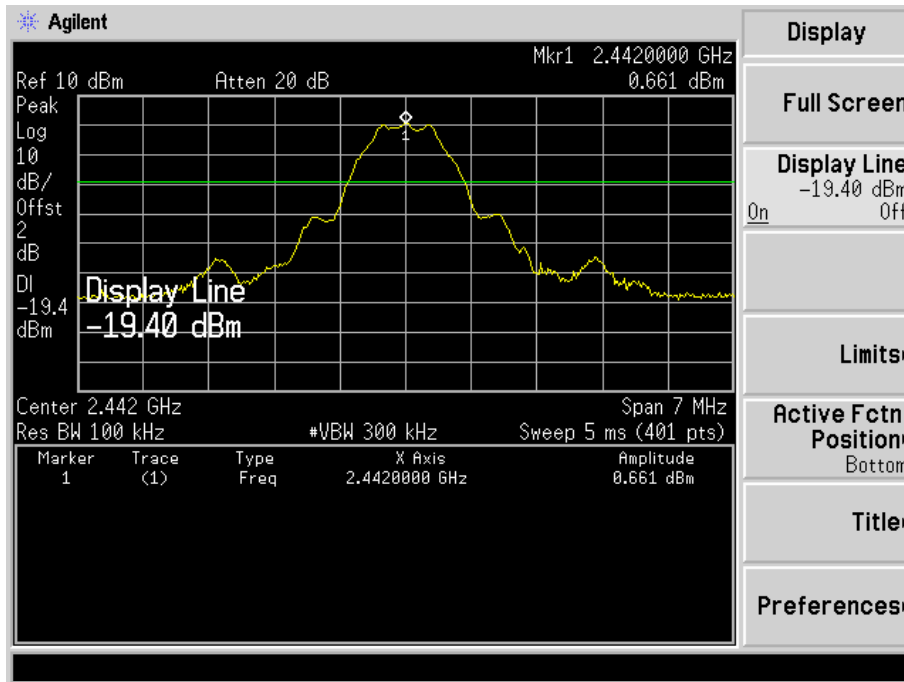 Agilent
Display
Mkr1 2.4420000 GHz
Ref 10 dBm Atten 20 dB 0.661 dBm
Peak
Log
10
dB/
Offst
2
dB
DI
-19.4
dBm
1
Display Line
-19.40 dBm
Center 2.442 GHz Span 7 MHz
Res BW 100 kHz #VBW 300 kHz Sweep 5 ms (401 pts)
Marker Trace Type X Axis Amplitude
1 (1) Freq 2.4420000 GHz 0.661 dBm
Full Screen
Display Line
-19.40 dBm
On Off
Limits
Active Fctn
Position
Bottom
Title
Preferences